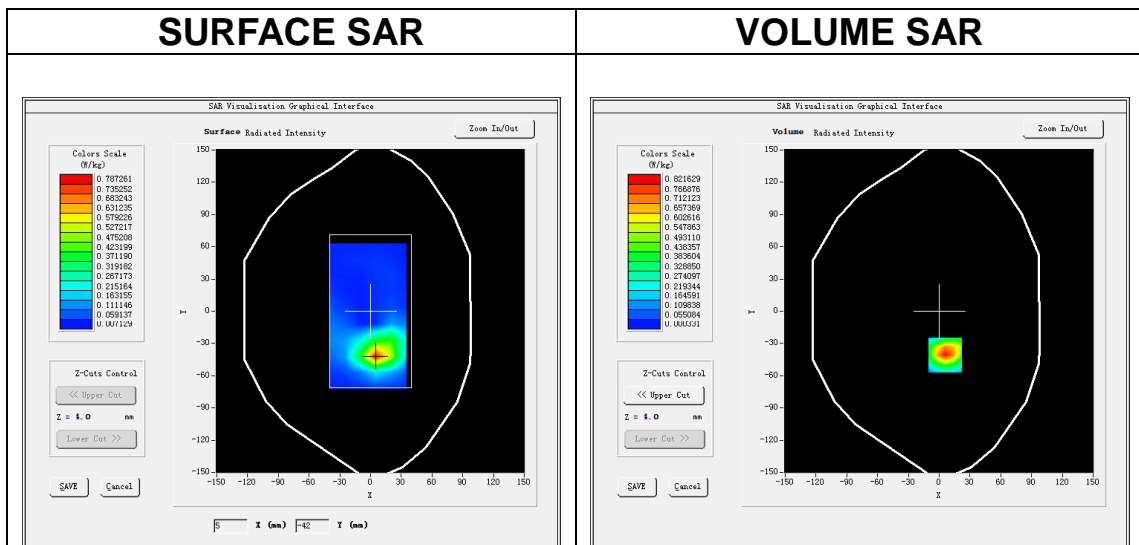 SURFACE SAR
VOLUME SAR
SAR Visualisation Graphical Interface
Surface Radiated Intensity
Zoom In/Out
Colors Scale
(W/kg)
0.787261
0.735252
0.683243
0.631235
0.579226
0.527217
0.475208
0.423199
0.371190
0.319182
0.267173
0.215164
0.163155
0.111146
0.059137
0.007129
Z-Cuts Control
<< Upper Cut
Z = 4.0 mm
Lower Cut >>
SAVE Cancel
150
120
90
60
30
0
-30
-60
-90
-120
-150
Y
-150 -120 -90 -60 -30 0 30 60 90 120 150
X
5 X (mm) -42 Y (mm)
SAR Visualisation Graphical Interface
Volume Radiated Intensity
Zoom In/Out
Colors Scale
(W/kg)
0.821629
0.766876
0.712123
0.657369
0.602616
0.547863
0.493110
0.438357
0.383604
0.328850
0.274097
0.219344
0.164591
0.109838
0.055084
0.000331
Z-Cuts Control
<< Upper Cut
Z = 4.0 mm
Lower Cut >>
SAVE Cancel
150
120
90
60
30
0
-30
-60
-90
-120
-150
Y
-150 -120 -90 -60 -30 0 30 60 90 120 150
X